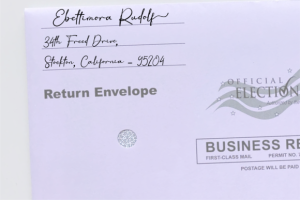 Ebettimora Rudolf
34th Freed Drive,
Stockton, California - 95204
Return Envelope
OFFICIAL
ELECTION
BUSINESS RE
FIRST-CLASS MAIL PERMIT NO.
POSTAGE WILL BE PAID